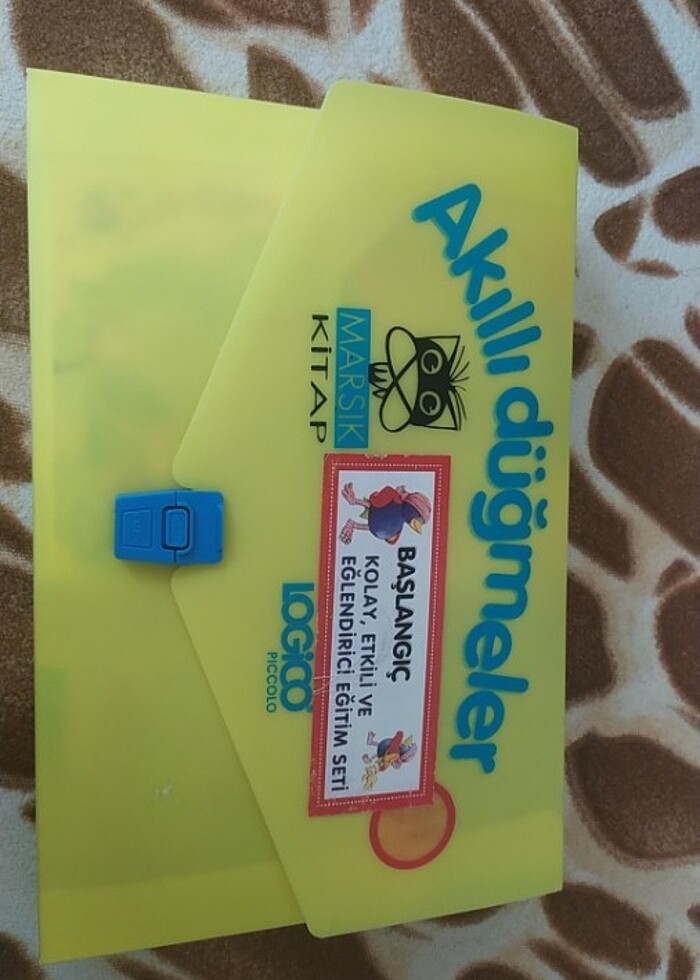 Akıllı düğmeler
MARSIK
KİTAP
BAŞLANGIÇ
KOLAY, ETKİLİ VE
EĞLENDİRİCİ EĞİTİM SETİ
LOGiCO
PICCOLO